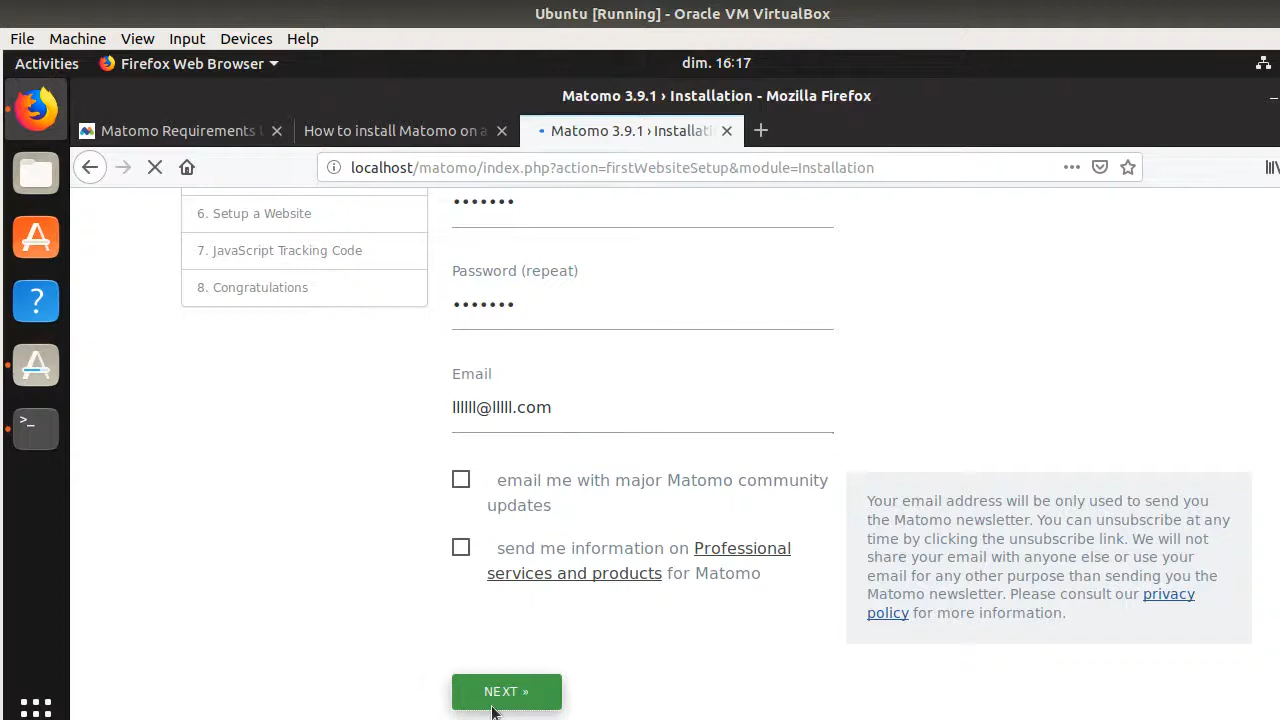 Ubuntu [Running] - Oracle VM VirtualBox
File Machine View Input Devices Help
Activities Firefox Web Browser dim. 16:17
Matomo 3.9.1 › Installation - Mozilla Firefox
Matomo Requirements How to install Matomo on a Matomo 3.9.1 › Installati
localhost/matomo/index.php?action=firstWebsiteSetup&module=Installation
6. Setup a Website
7. JavaScript Tracking Code
8. Congratulations
•••••••
Password (repeat)
•••••••
Email
llllll@lllll.com
email me with major Matomo community
updates
send me information on Professional
services and products for Matomo
Your email address will be only used to send you
the Matomo newsletter. You can unsubscribe at any
time by clicking the unsubscribe link. We will not
share your email with anyone else or use your
email for any other purpose than sending you the
Matomo newsletter. Please consult our privacy
policy for more information.
NEXT »